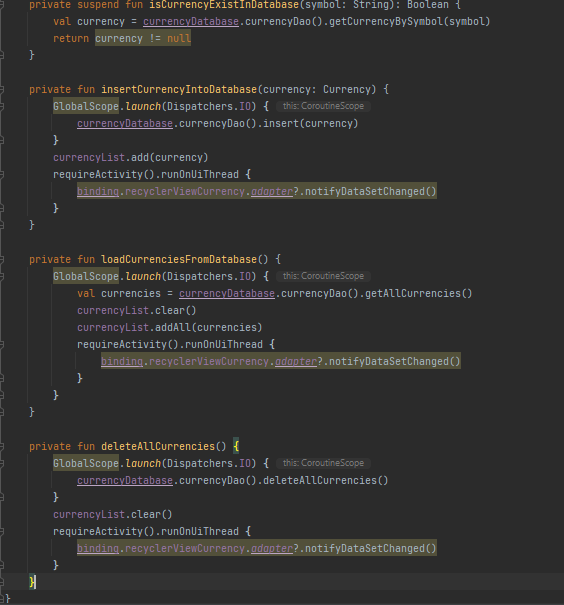 private suspend fun isCurrencyExistInDatabase(symbol: String): Boolean {
val currency = currencyDatabase.currencyDao().getCurrencyBySymbol(symbol)
return currency != null
}
private fun insertCurrencyIntoDatabase(currency: Currency) {
GlobalScope.launch(Dispatchers.IO) { this: CoroutineScope
currencyDatabase.currencyDao().insert(currency)
}
currencyList.add(currency)
requireActivity().runOnUiThread {
binding.recyclerViewCurrency.adapter?.notifyDataSetChanged()
}
}
private fun loadCurrenciesFromDatabase() {
GlobalScope.launch(Dispatchers.IO) { this: CoroutineScope
val currencies = currencyDatabase.currencyDao().getAllCurrencies()
currencyList.clear()
currencyList.addAll(currencies)
requireActivity().runOnUiThread {
binding.recyclerViewCurrency.adapter?.notifyDataSetChanged()
}
}
}
private fun deleteAllCurrencies() {
GlobalScope.launch(Dispatchers.IO) { this: CoroutineScope
currencyDatabase.currencyDao().deleteAllCurrencies()
}
currencyList.clear()
requireActivity().runOnUiThread {
binding.recyclerViewCurrency.adapter?.notifyDataSetChanged()
}
}
}